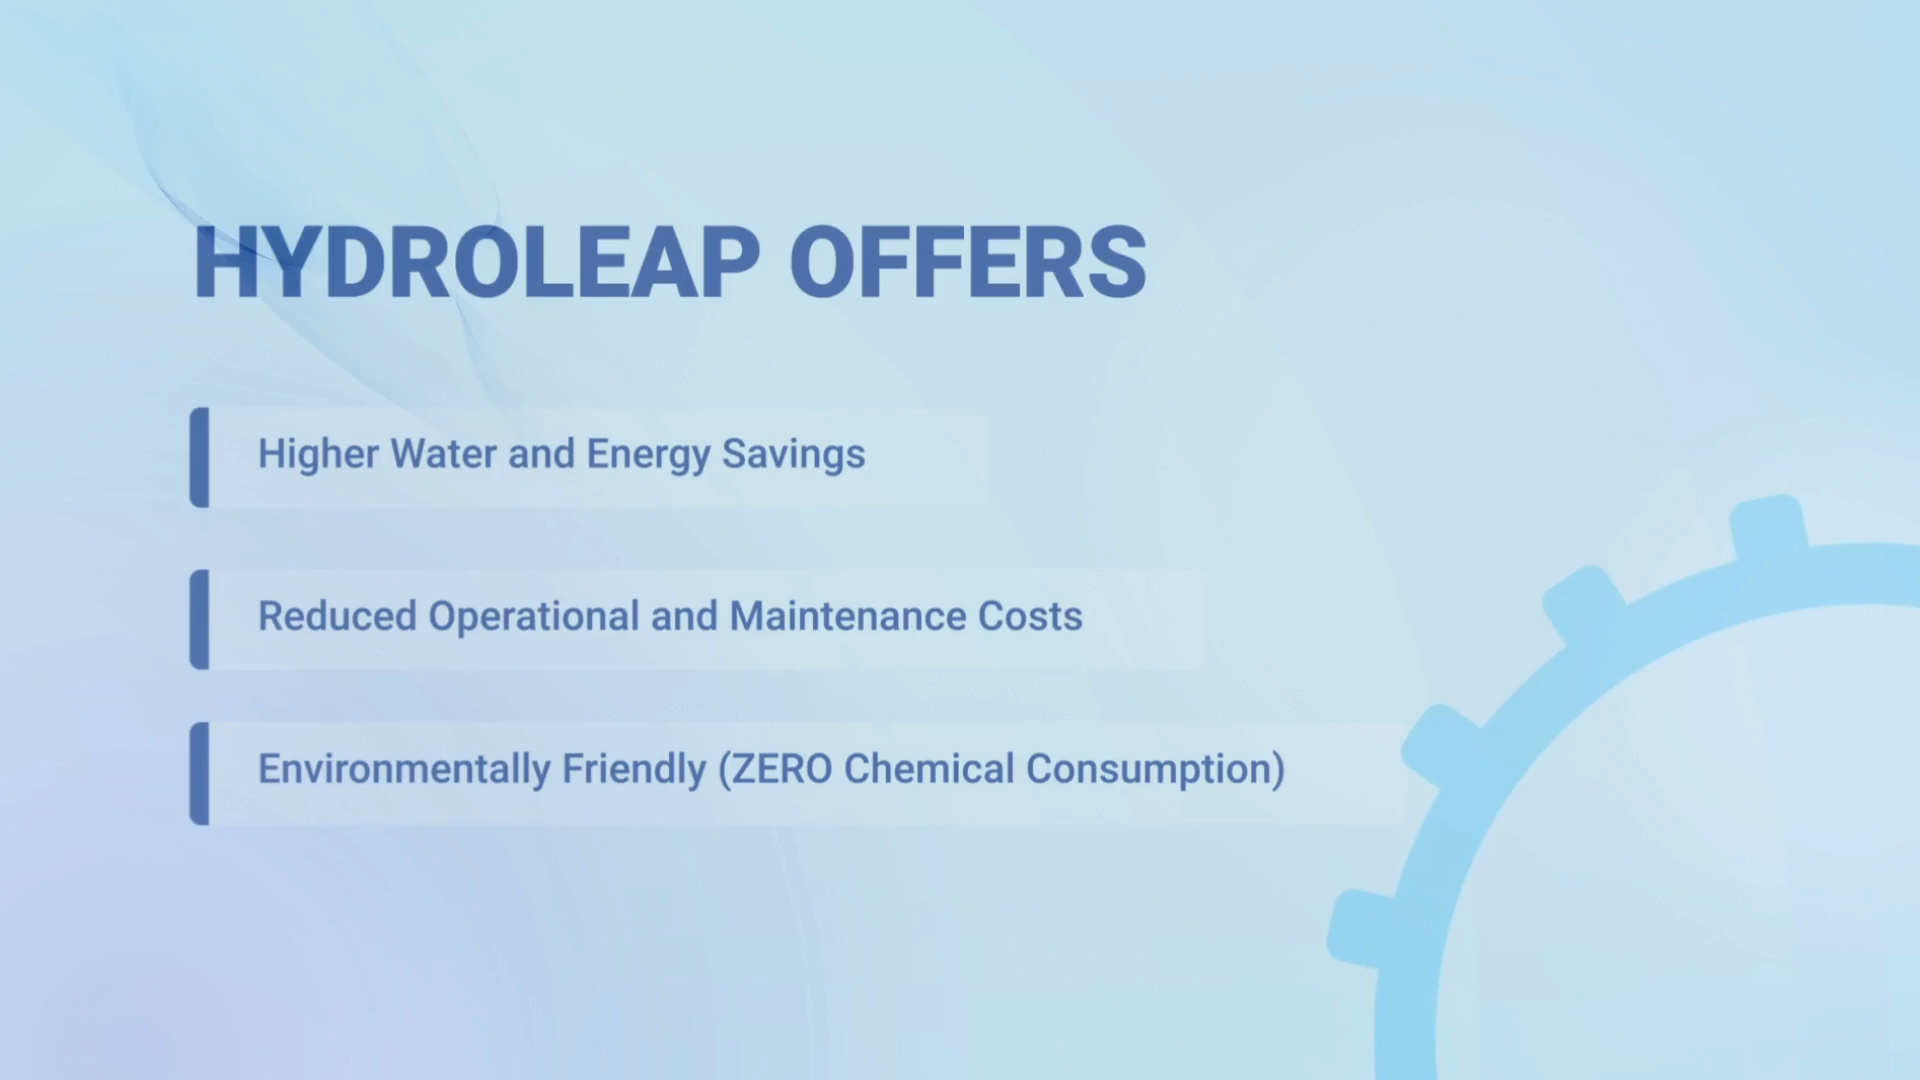 HYDROLEAP OFFERS
Higher Water and Energy Savings
Reduced Operational and Maintenance Costs
Environmentally Friendly (ZERO Chemical Consumption)